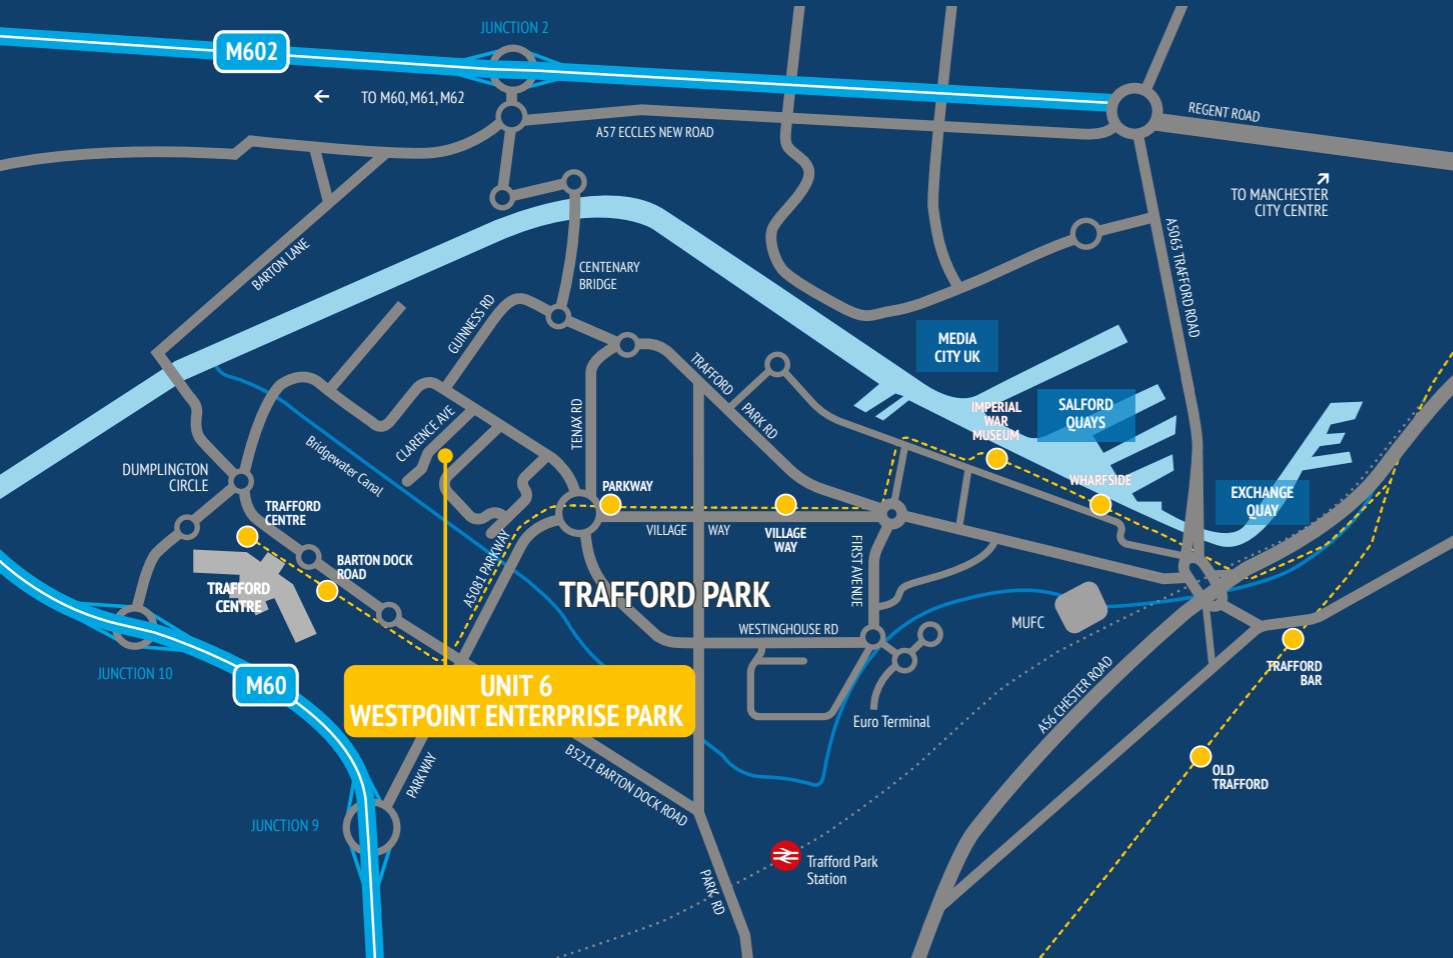 JUNCTION 2
M602
TO M60, M61, M62
A57 ECCLES NEW ROAD
REGENT ROAD
TO MANCHESTER
CITY CENTRE
BARTON LANE
CENTENARY
BRIDGE
A5063 TRAFFORD ROAD
GUINNESS RD
MEDIA
CITY UK
TRAFFORD
PARK RD
TENAX RD
CLARENCE AVE
IMPERIAL
WAR
MUSEUM
SALFORD
QUAYS
Bridgewater Canal
DUMPLINGTON
CIRCLE
TRAFFORD
CENTRE
PARKWAY
WHARFSIDE
EXCHANGE
QUAY
VILLAGE
WAY
VILLAGE
WAY
FIRST AVENUE
BARTON DOCK
ROAD
A5081 PARKWAY
TRAFFORD
CENTRE
TRAFFORD PARK
MUFC
WESTINGHOUSE RD
JUNCTION 10
M60
UNIT 6
WESTPOINT ENTERPRISE PARK
TRAFFORD
BAR
A56 CHESTER ROAD
Euro Terminal
PARKWAY
B5211 BARTON DOCK ROAD
OLD
TRAFFORD
JUNCTION 9
Trafford Park
Station
PARK RD